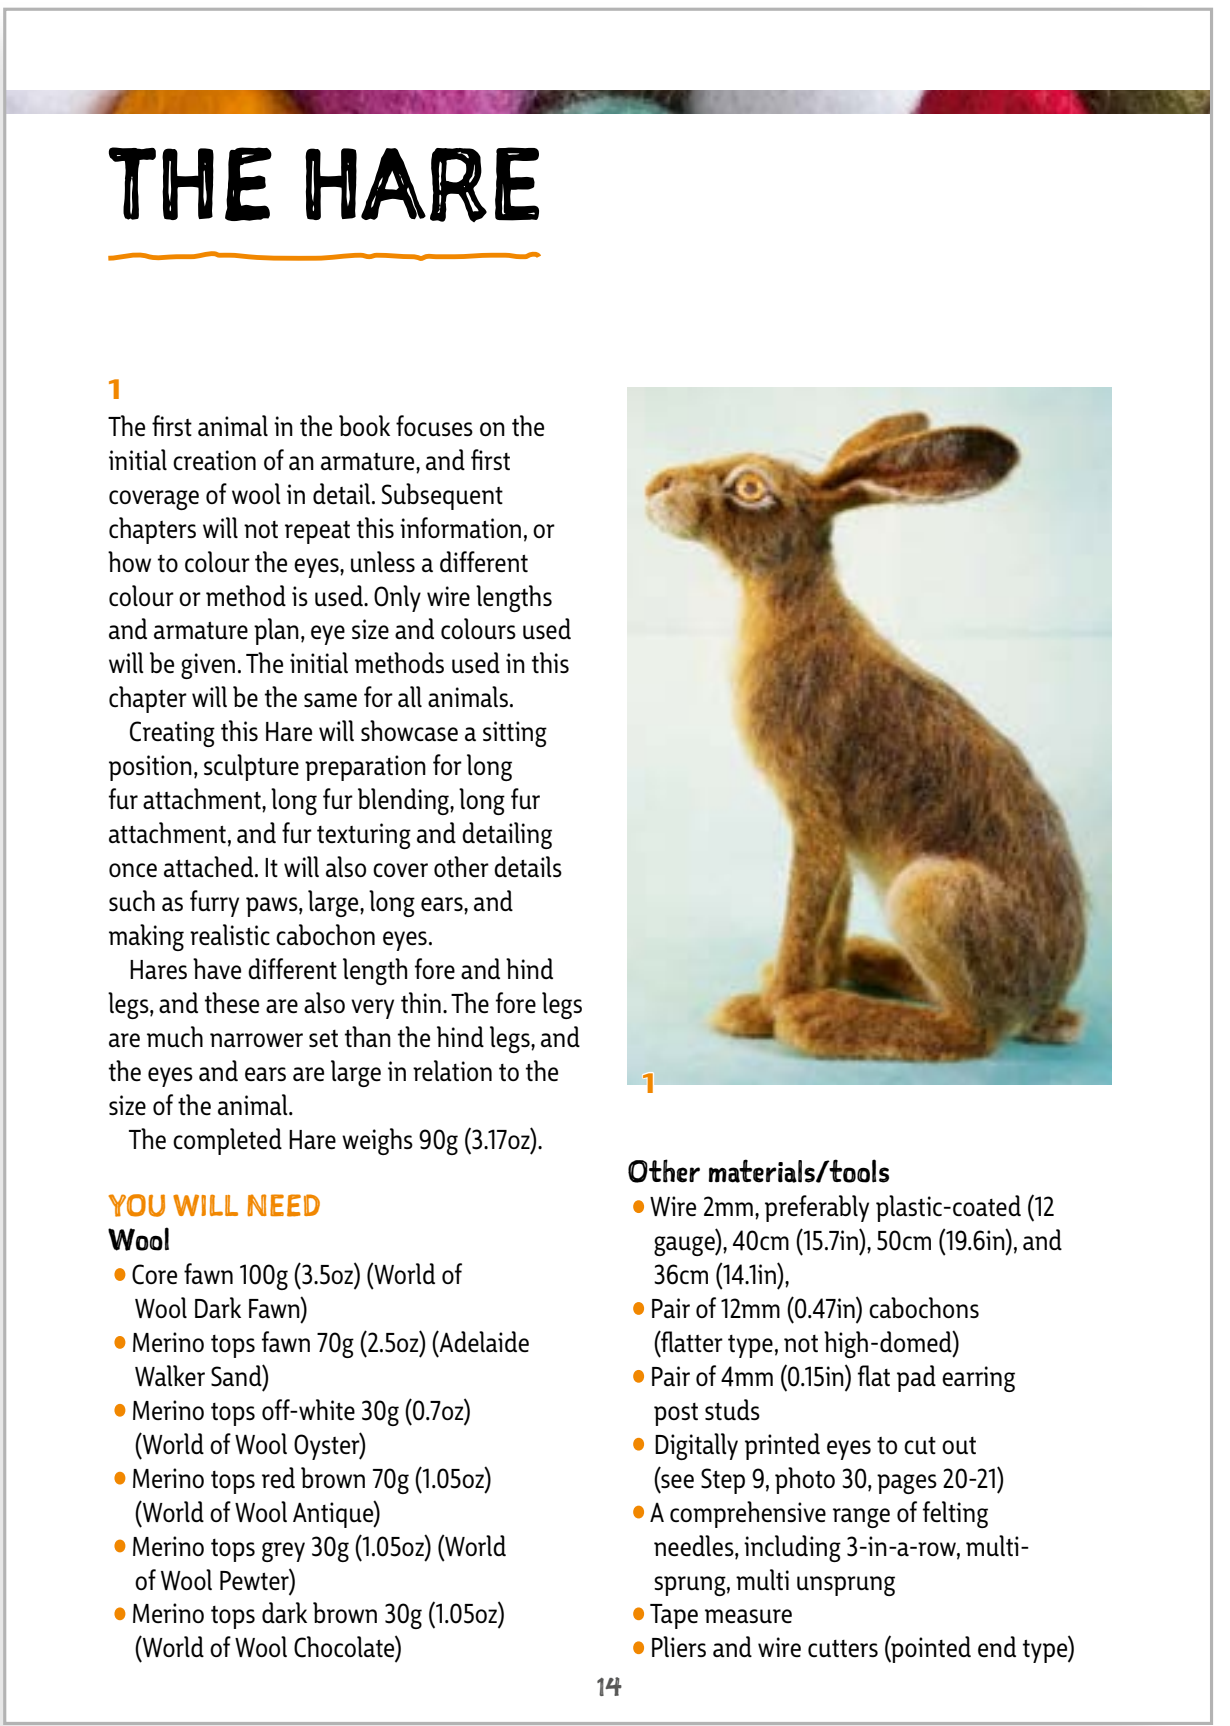 THE HARE
1
The first animal in the book focuses on the
initial creation of an armature, and first
coverage of wool in detail. Subsequent
chapters will not repeat this information, or
how to colour the eyes, unless a different
colour or method is used. Only wire lengths
and armature plan, eye size and colours used
will be given. The initial methods used in this
chapter will be the same for all animals.
Creating this Hare will showcase a sitting
position, sculpture preparation for long
fur attachment, long fur blending, long fur
attachment, and fur texturing and detailing
once attached. It will also cover other details
such as furry paws, large, long ears, and
making realistic cabochon eyes.
Hares have different length fore and hind
legs, and these are also very thin. The fore legs
are much narrower set than the hind legs, and
the eyes and ears are large in relation to the
size of the animal.
The completed Hare weighs 90g (3.17oz).
YOU WILL NEED
Wool
• Core fawn 100g (3.5oz) (World of
Wool Dark Fawn)
• Merino tops fawn 70g (2.5oz) (Adelaide
Walker Sand)
• Merino tops off-white 30g (0.7oz)
(World of Wool Oyster)
• Merino tops red brown 70g (1.05oz)
(World of Wool Antique)
• Merino tops grey 30g (1.05oz) (World
of Wool Pewter)
• Merino tops dark brown 30g (1.05oz)
(World of Wool Chocolate)
1
Other materials/tools
• Wire 2mm, preferably plastic-coated (12
gauge), 40cm (15.7in), 50cm (19.6in), and
36cm (14.1in),
• Pair of 12mm (0.47in) cabochons
(flatter type, not high-domed)
• Pair of 4mm (0.15in) flat pad earring
post studs
• Digitally printed eyes to cut out
(see Step 9, photo 30, pages 20-21)
• A comprehensive range of felting
needles, including 3-in-a-row, multi-
sprung, multi unsprung
• Tape measure
• Pliers and wire cutters (pointed end type)
14